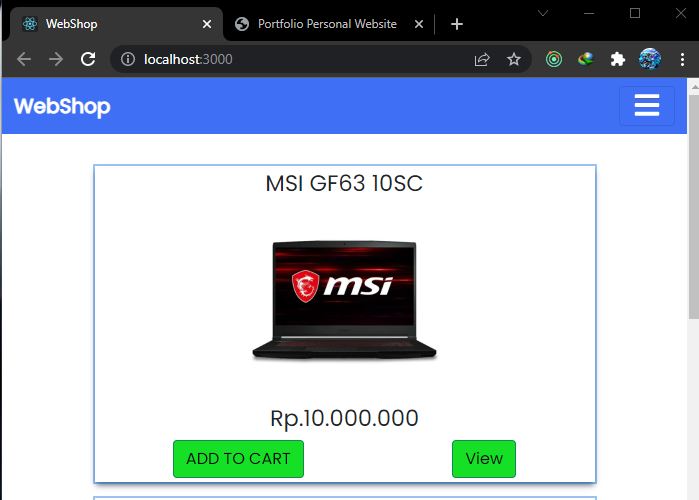 WebShop
Portfolio Personal Website
localhost:3000
WebShop
MSI GF63 10SC
msi
Rp.10.000.000
ADD TO CART
View